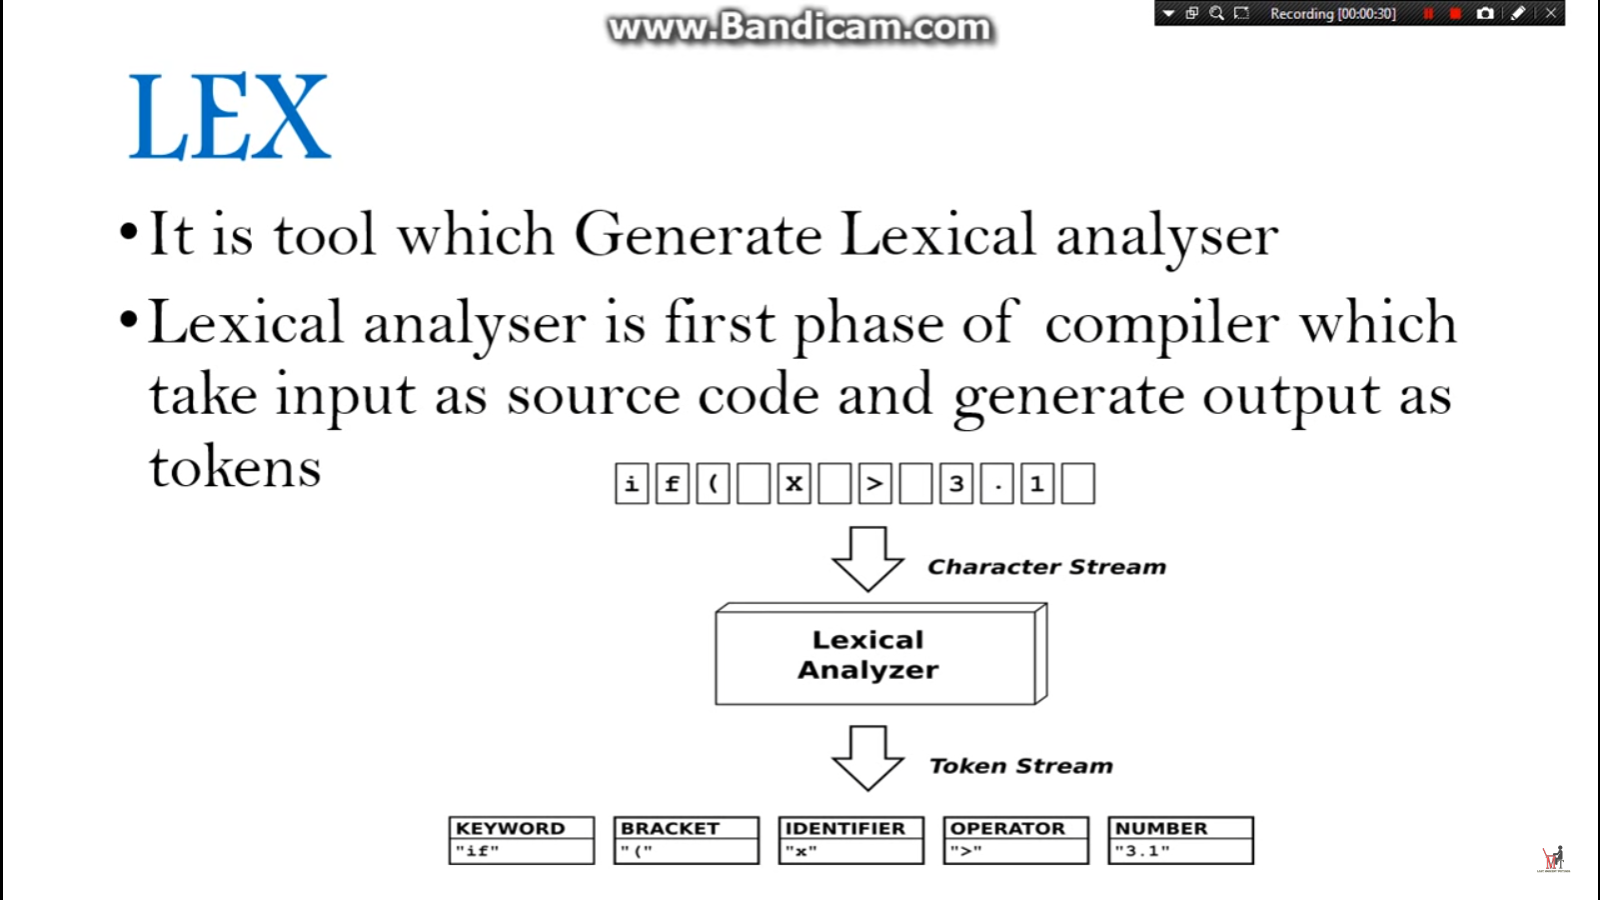 www.Bandicam.com
Recording [00:00:30]
LEX
•It is tool which Generate Lexical analyser
•Lexical analyser is first phase of compiler which
take input as source code and generate output as
tokens
i f ( X > 3 . 1
Character Stream
Lexical
Analyzer
Token Stream
KEYWORD BRACKET IDENTIFIER OPERATOR NUMBER
"if" "(" "x" ">" "3.1"